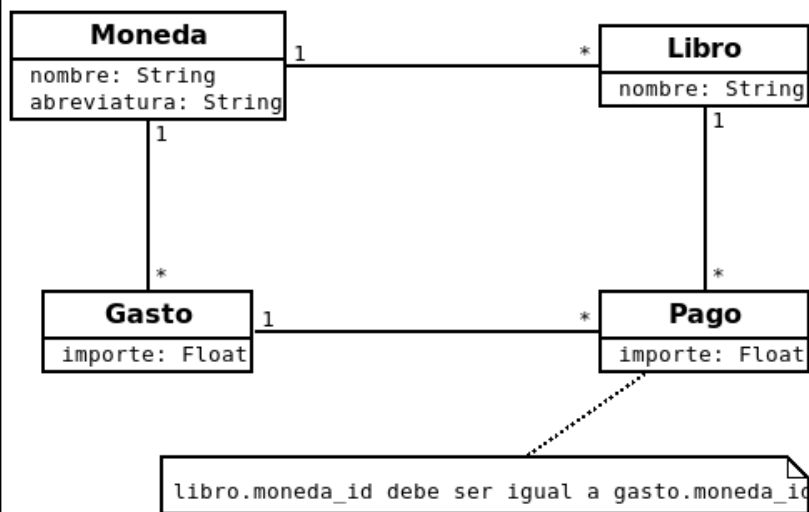 Moneda
nombre: String
abreviatura: String
1
*
Libro
nombre: String
1
1
*
*
Gasto
importe: Float
1
*
Pago
importe: Float
libro.moneda_id debe ser igual a gasto.moneda_id